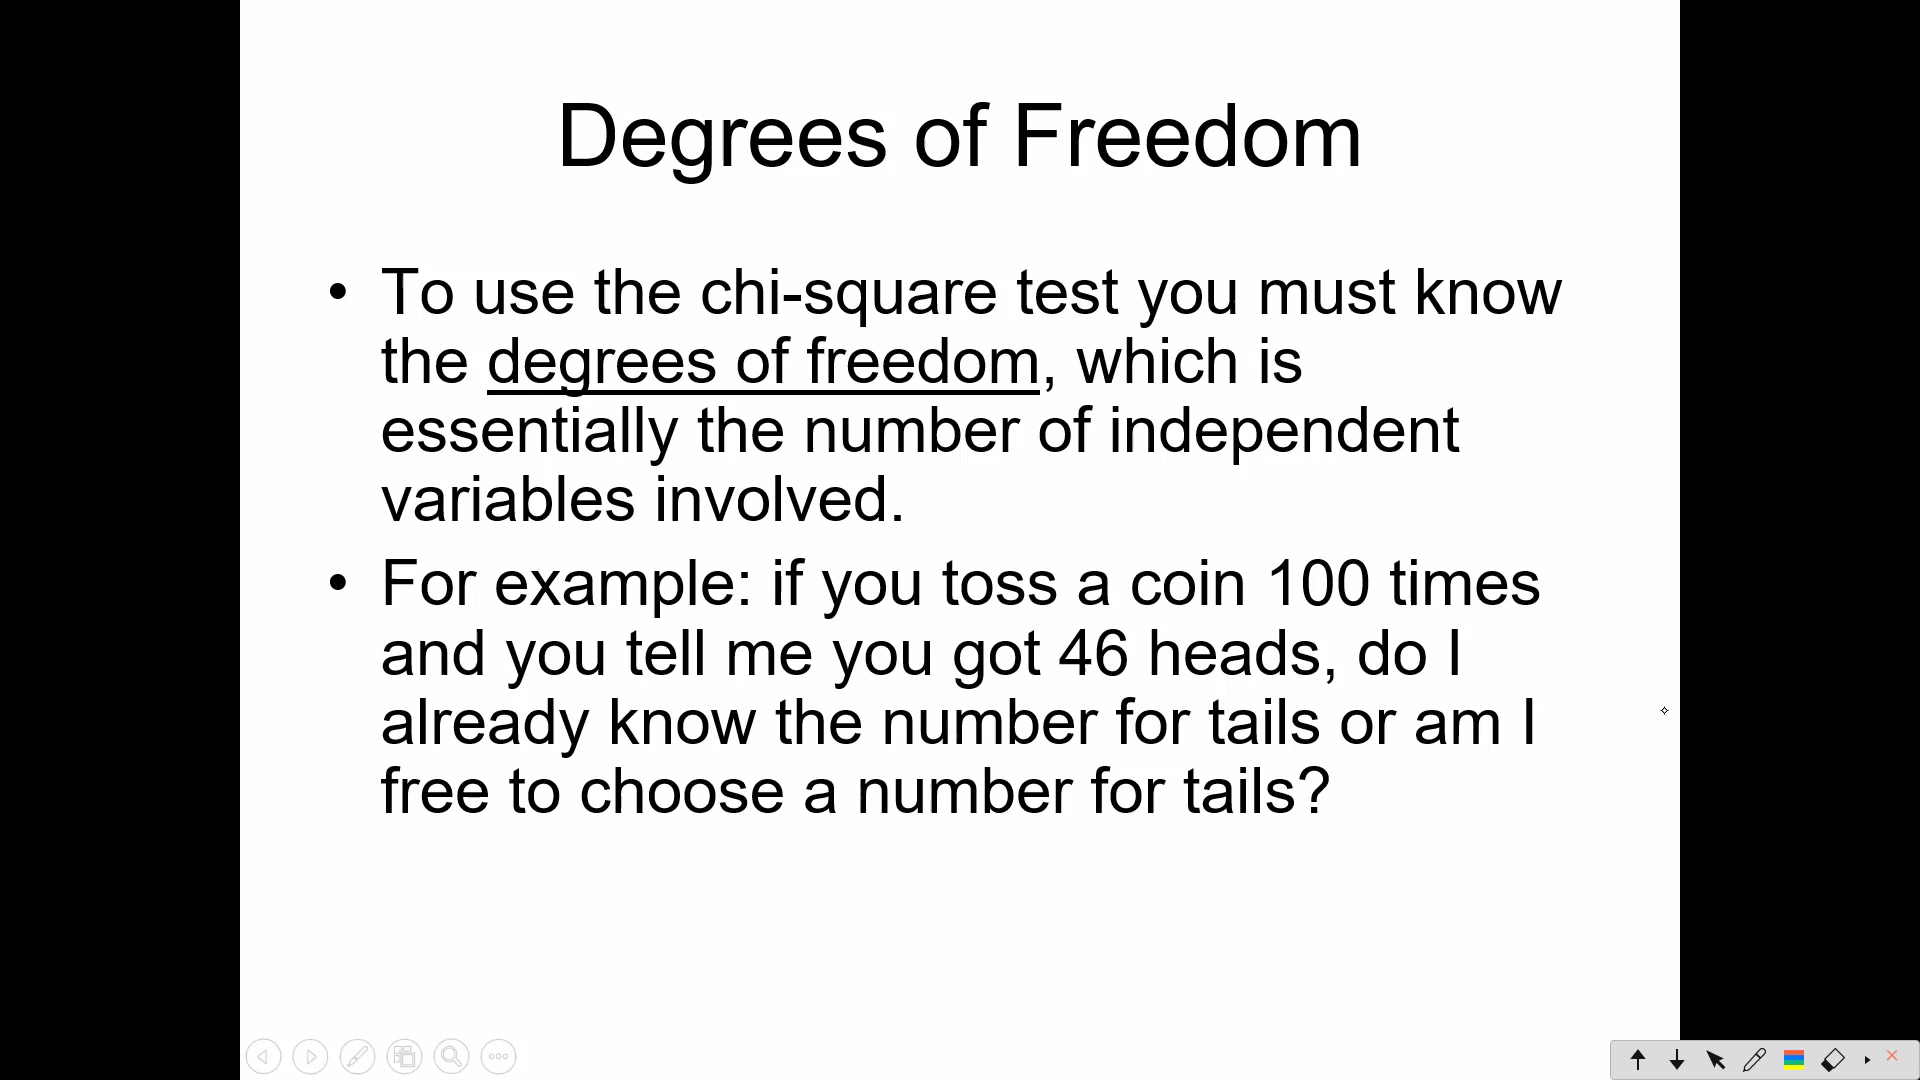 Degrees of Freedom
• To use the chi-square test you must know
the degrees of freedom, which is
essentially the number of independent
variables involved.
• For example: if you toss a coin 100 times
and you tell me you got 46 heads, do I
already know the number for tails or am I
free to choose a number for tails?